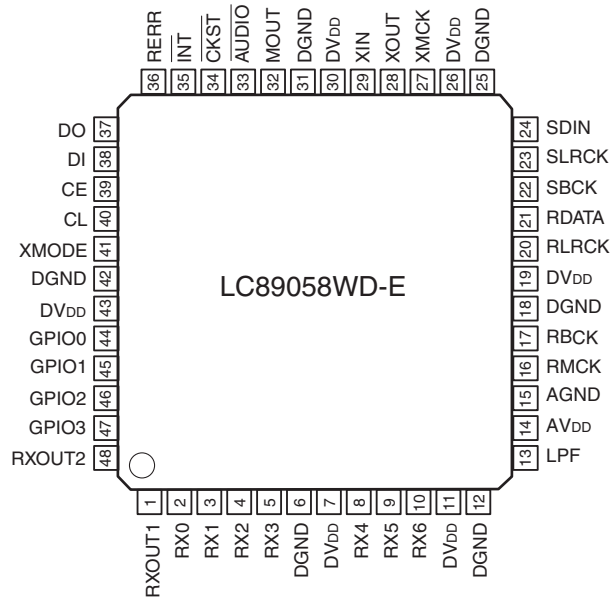 RERR
INT
CKST
AUDIO
MOUT
DGND
DVDD
XIN
XOUT
XMCK
DVDD
DGND
36
35
34
33
32
31
30
29
28
27
26
25
DO 37
DI 38
CE 39
CL 40
XMODE 41
DGND 42
DVDD 43
GPIO0 44
GPIO1 45
GPIO2 46
GPIO3 47
RXOUT2 48
LC89058WD-E
24 SDIN
23 SLRCK
22 SBCK
21 RDATA
20 RLRCK
19 DVDD
18 DGND
17 RBCK
16 RMCK
15 AGND
14 AVDD
13 LPF
1
2
3
4
5
6
7
8
9
10
11
12
RXOUT1
RX0
RX1
RX2
RX3
DGND
DVDD
RX4
RX5
RX6
DVDD
DGND